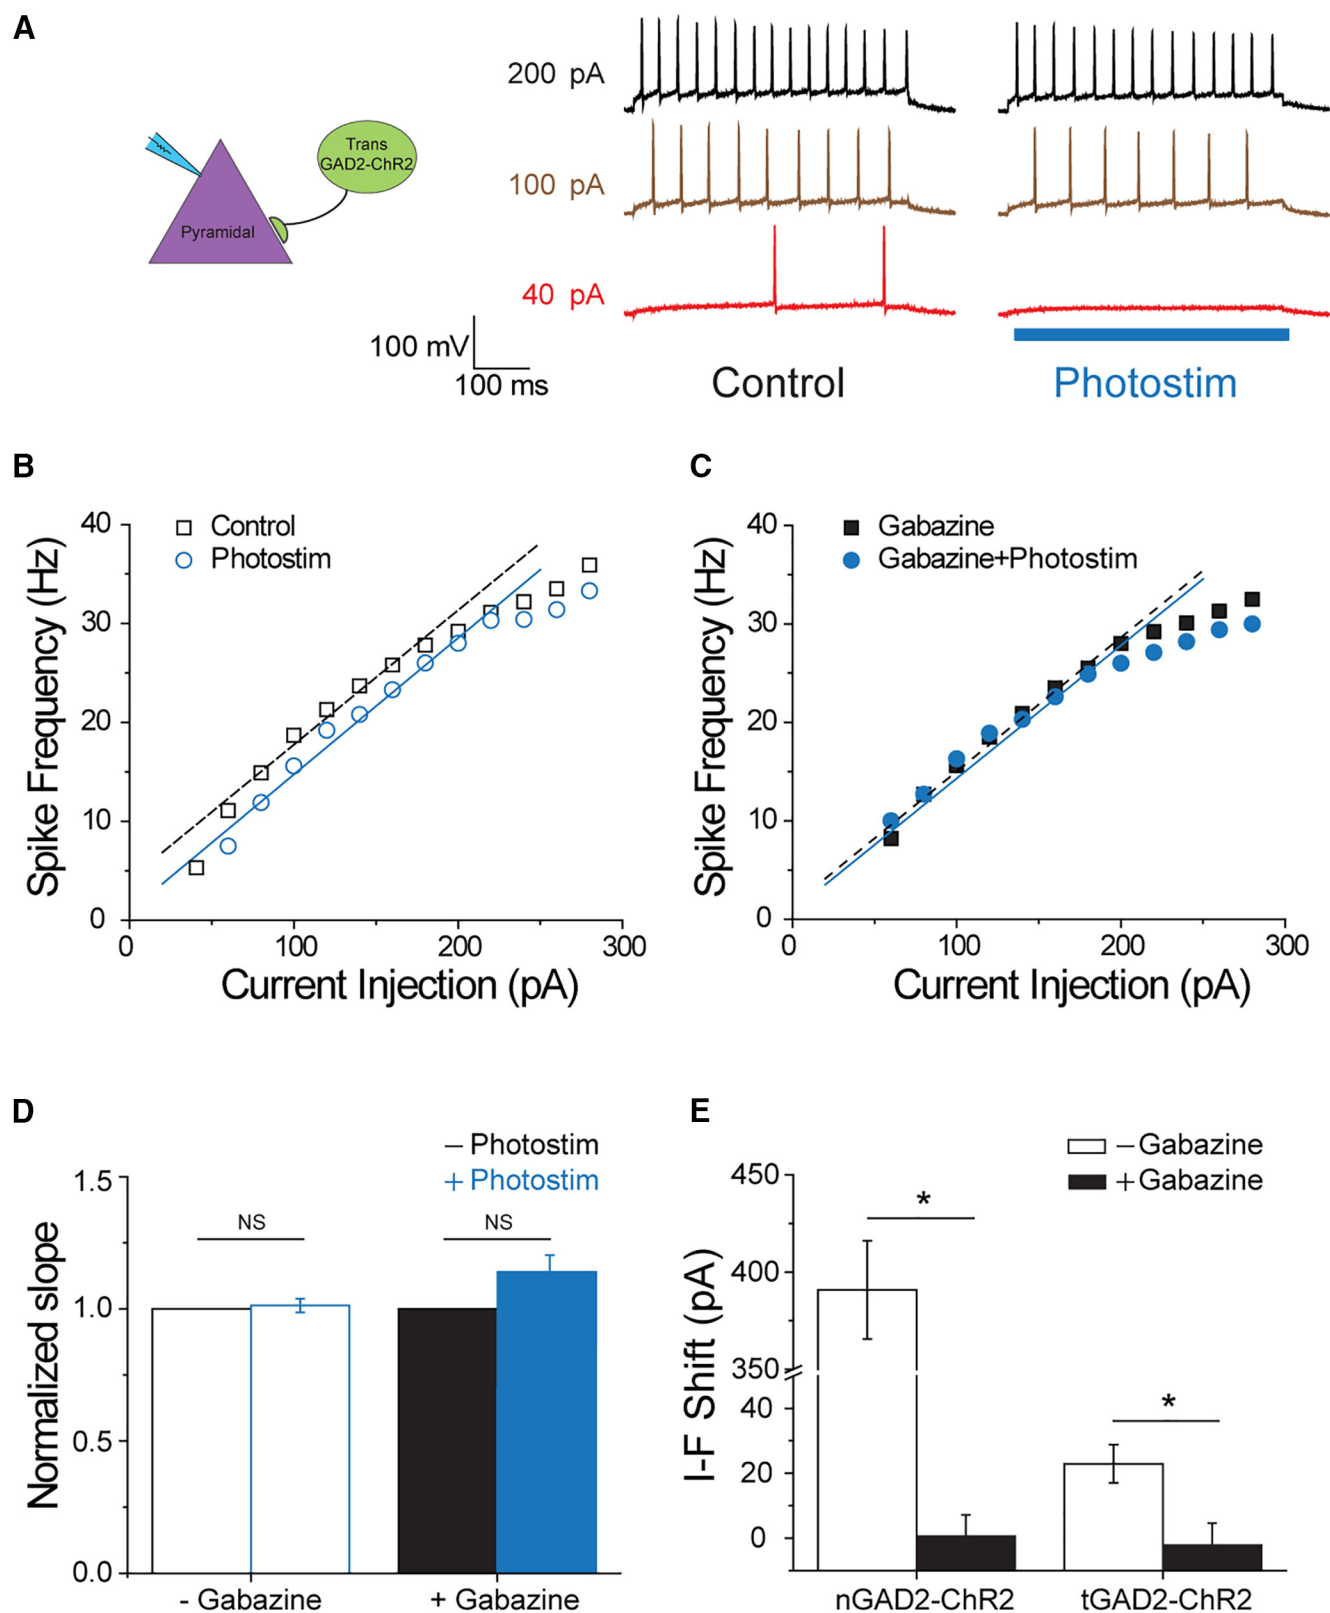 A
Trans
GAD2-ChR2
Pyramidal
200 pA
100 pA
40 pA
100 mV
100 ms
Control
Photostim
B
Control
Photostim
Spike Frequency (Hz)
40
30
20
10
0
0
100
200
300
Current Injection (pA)
C
Gabazine
Gabazine+Photostim
Spike Frequency (Hz)
40
30
20
10
0
0
100
200
300
Current Injection (pA)
D
– Photostim
+ Photostim
Normalized slope
1.5
1.0
0.5
0.0
NS
NS
- Gabazine
+ Gabazine
E
– Gabazine
+ Gabazine
I-F Shift (pA)
450
400
350
40
20
0
*
*
nGAD2-ChR2
tGAD2-ChR2